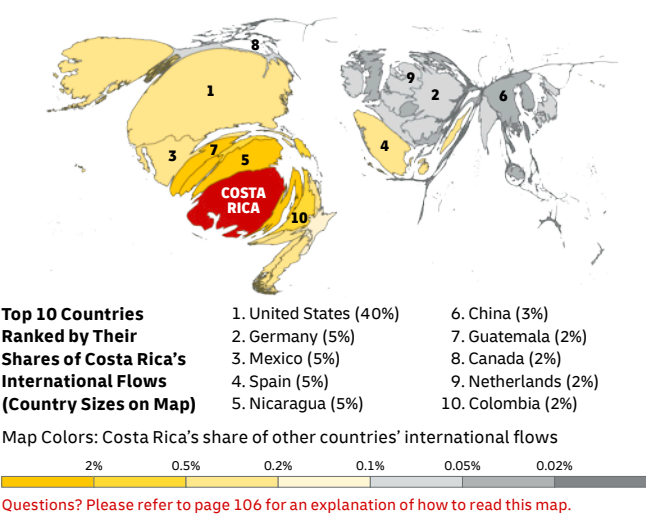 8
1
9
2
6
7
3
5
4
COSTA
RICA
10
Top 10 Countries
Ranked by Their
Shares of Costa Rica's
International Flows
(Country Sizes on Map)
1. United States (40%)
2. Germany (5%)
3. Mexico (5%)
4. Spain (5%)
5. Nicaragua (5%)
6. China (3%)
7. Guatemala (2%)
8. Canada (2%)
9. Netherlands (2%)
10. Colombia (2%)
Map Colors: Costa Rica's share of other countries' international flows
2% 0.5% 0.2% 0.1% 0.05% 0.02%
Questions? Please refer to page 106 for an explanation of how to read this map.